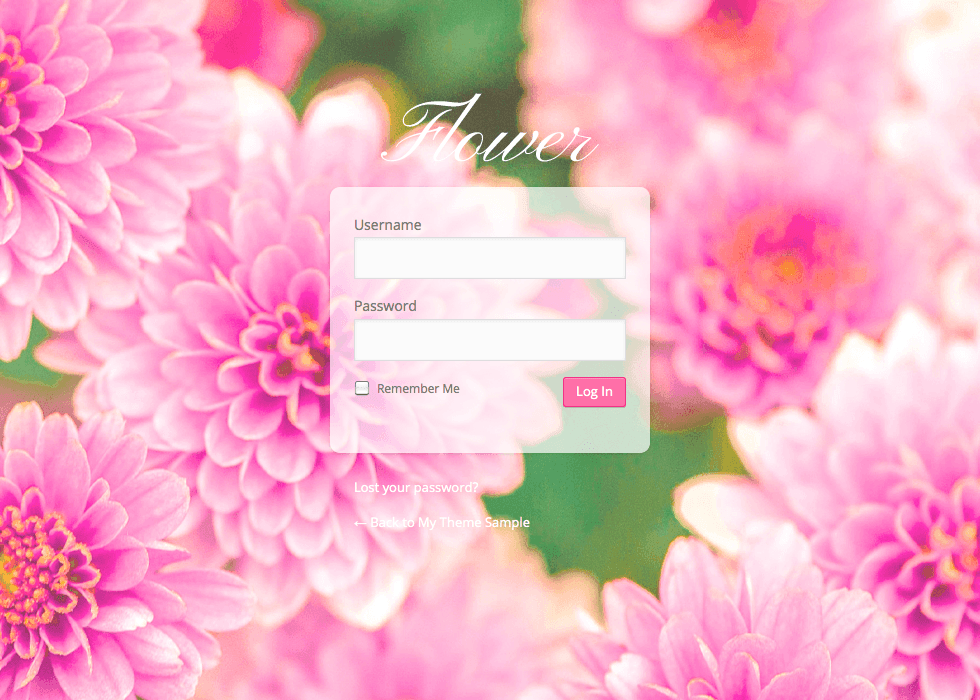 Flower
Username
Password
Remember Me
Log In
Lost your password?
← Back to My Theme Sample